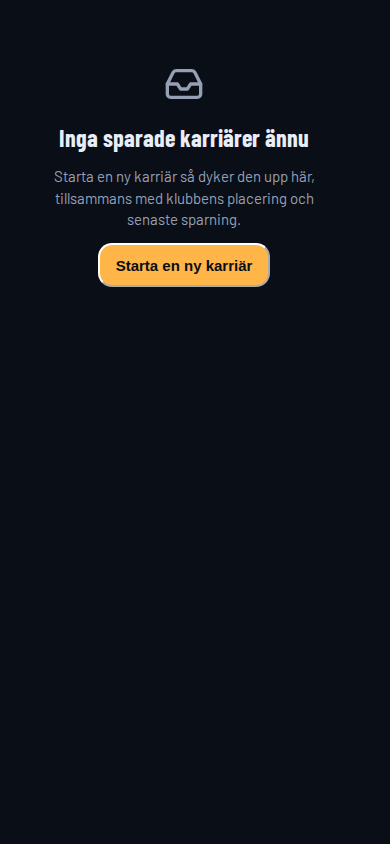 Inga sparade karriärer ännu
Starta en ny karriär så dyker den upp här,
tillsammans med klubbens placering och
senaste sparning.
Starta en ny karriär